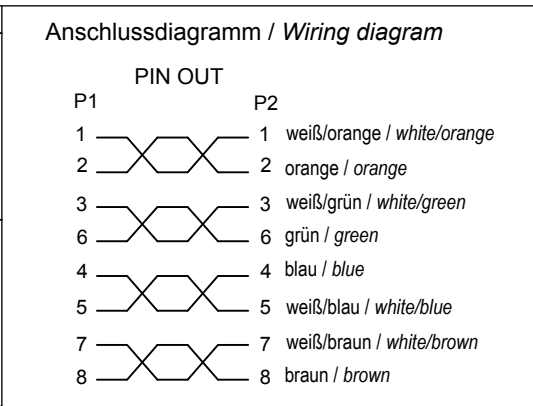 Anschlussdiagramm / Wiring diagram
PIN OUT
P1 P2
1 1 weiß/orange / white/orange
2 2 orange / orange
3 3 weiß/grün / white/green
6 6 grün / green
4 4 blau / blue
5 5 weiß/blau / white/blue
7 7 weiß/braun / white/brown
8 8 braun / brown